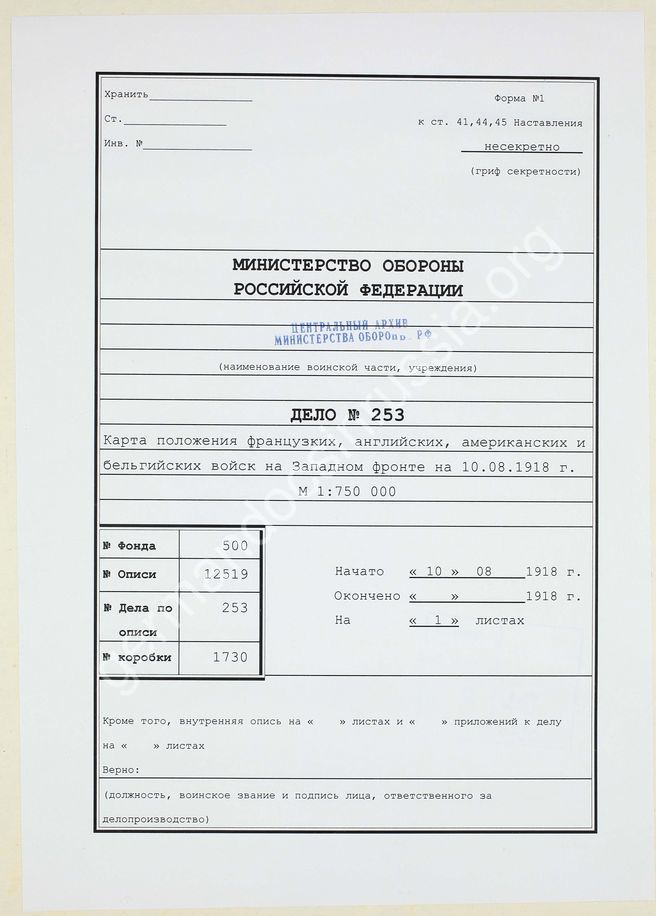 Хранить
Форма №1
Ст.
к ст. 41,44,45 Наставления
Инв. №
несекретно
(гриф секретности)
МИНИСТЕРСТВО ОБОРОНЫ
РОССИЙСКОЙ ФЕДЕРАЦИИ
ЦЕНТРАЛЬНЫЙ АРХИВ
МИНИСТЕРСТВА ОБОРОНЫ РФ
(наименование воинской части, учреждения)
ДЕЛО № 253
Карта положения французких, английских, американских и
бельгийских войск на Западном фронте на 10.08.1918 г.
М 1:750 000
№ Фонда 500
№ Описи 12519
№ Дела по описи 253
№ коробки 1730
Начато « 10 » 08 1918 г.
Окончено « » 1918 г.
На « 1 » листах
Кроме того, внутренняя опись на « » листах и « » приложений к делу
на « » листах
Верно:
(должность, воинское звание и подпись лица, ответственного за
делопроизводство)
germandocsinrussia.org